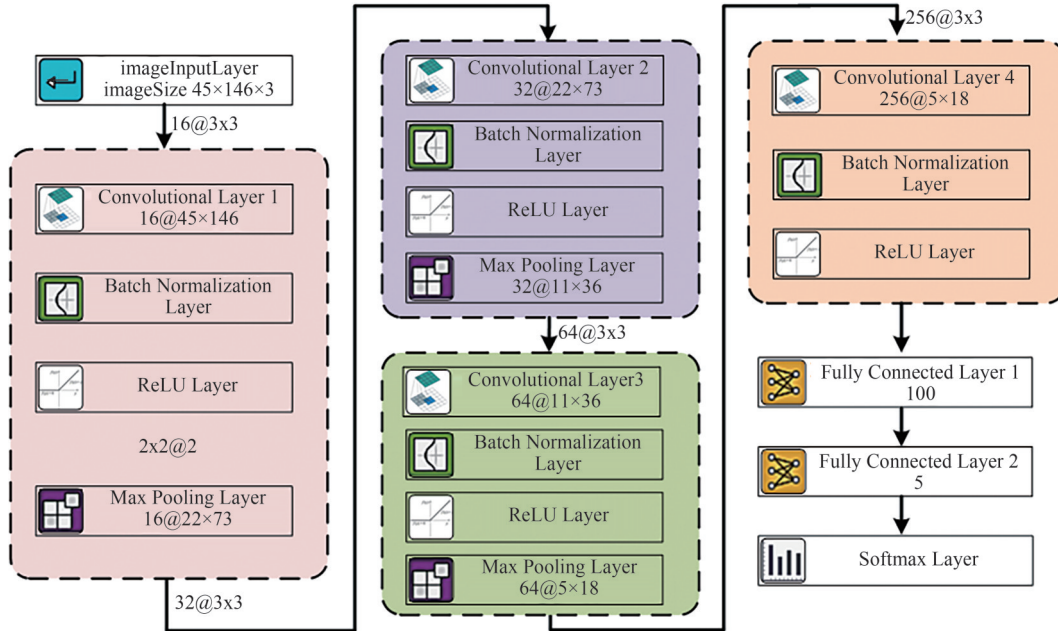 imageInputLayer
imageSize 45×146×3
16@3x3
Convolutional Layer 1
16@45×146
Batch Normalization
Layer
ReLU Layer
2x2@2
Max Pooling Layer
16@22×73
32@3x3
Convolutional Layer 2
32@22×73
Batch Normalization
Layer
ReLU Layer
Max Pooling Layer
32@11×36
64@3x3
Convolutional Layer3
64@11×36
Batch Normalization
Layer
ReLU Layer
Max Pooling Layer
64@5×18
256@3x3
Convolutional Layer 4
256@5×18
Batch Normalization
Layer
ReLU Layer
Fully Connected Layer 1
100
Fully Connected Layer 2
5
Softmax Layer